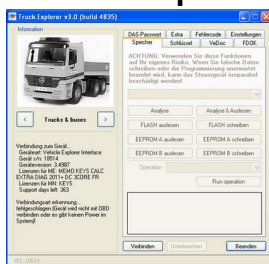 Truck Explorer v3.0 (build 4835)
Information
Trucks & buses
Verbindung zum Gerät...
Geräteart: Vehicle Explorer Interface
Gerät s/n: 18514
Geräteversion: 3.4987
Lizenzen für ME: MEMO KEYS CALC
EXTRA DIAG 2011+ DC 3CORE FR
Lizenzen für MN: KEYS
Support days left: 363
Verbindungsart erkennung...
fehlgeschlagen (Gerät wird nicht mit OBD
verbinden oder es gibt keinen Power im
System)!
DAS-Passwort Extra Fehlercode Einstellungen
Speicher Schlüssel VeDoc FDOK
ACHTUNG: Verwenden Sie diese Funktionen
auf Ihr eigenes Risiko. Wenn Sie falsche Daten
schreiben oder die Programmierung unerwartet
beendet wird, kann das Steuergerät irreparabel
beschädigt werden!
Analyse Analyse & Auslesen
FLASH auslesen FLASH schreiben
EEPROM A auslesen EEPROM A schreiben
EEPROM B auslesen EEPROM B schreiben
Operation
Run operation
Verbinden Unterbrechen Beenden
VEI: 18514